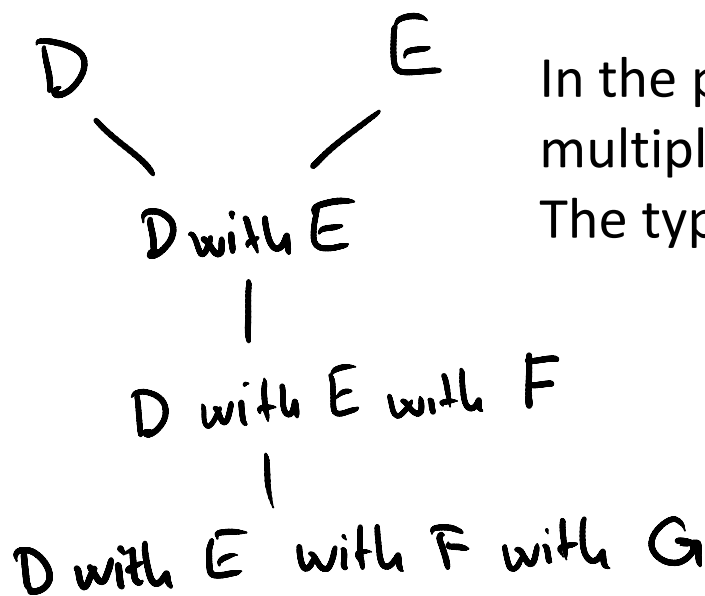 D
E
In the
multipl
The typ
D with E
D with E with F
D with E with F with G